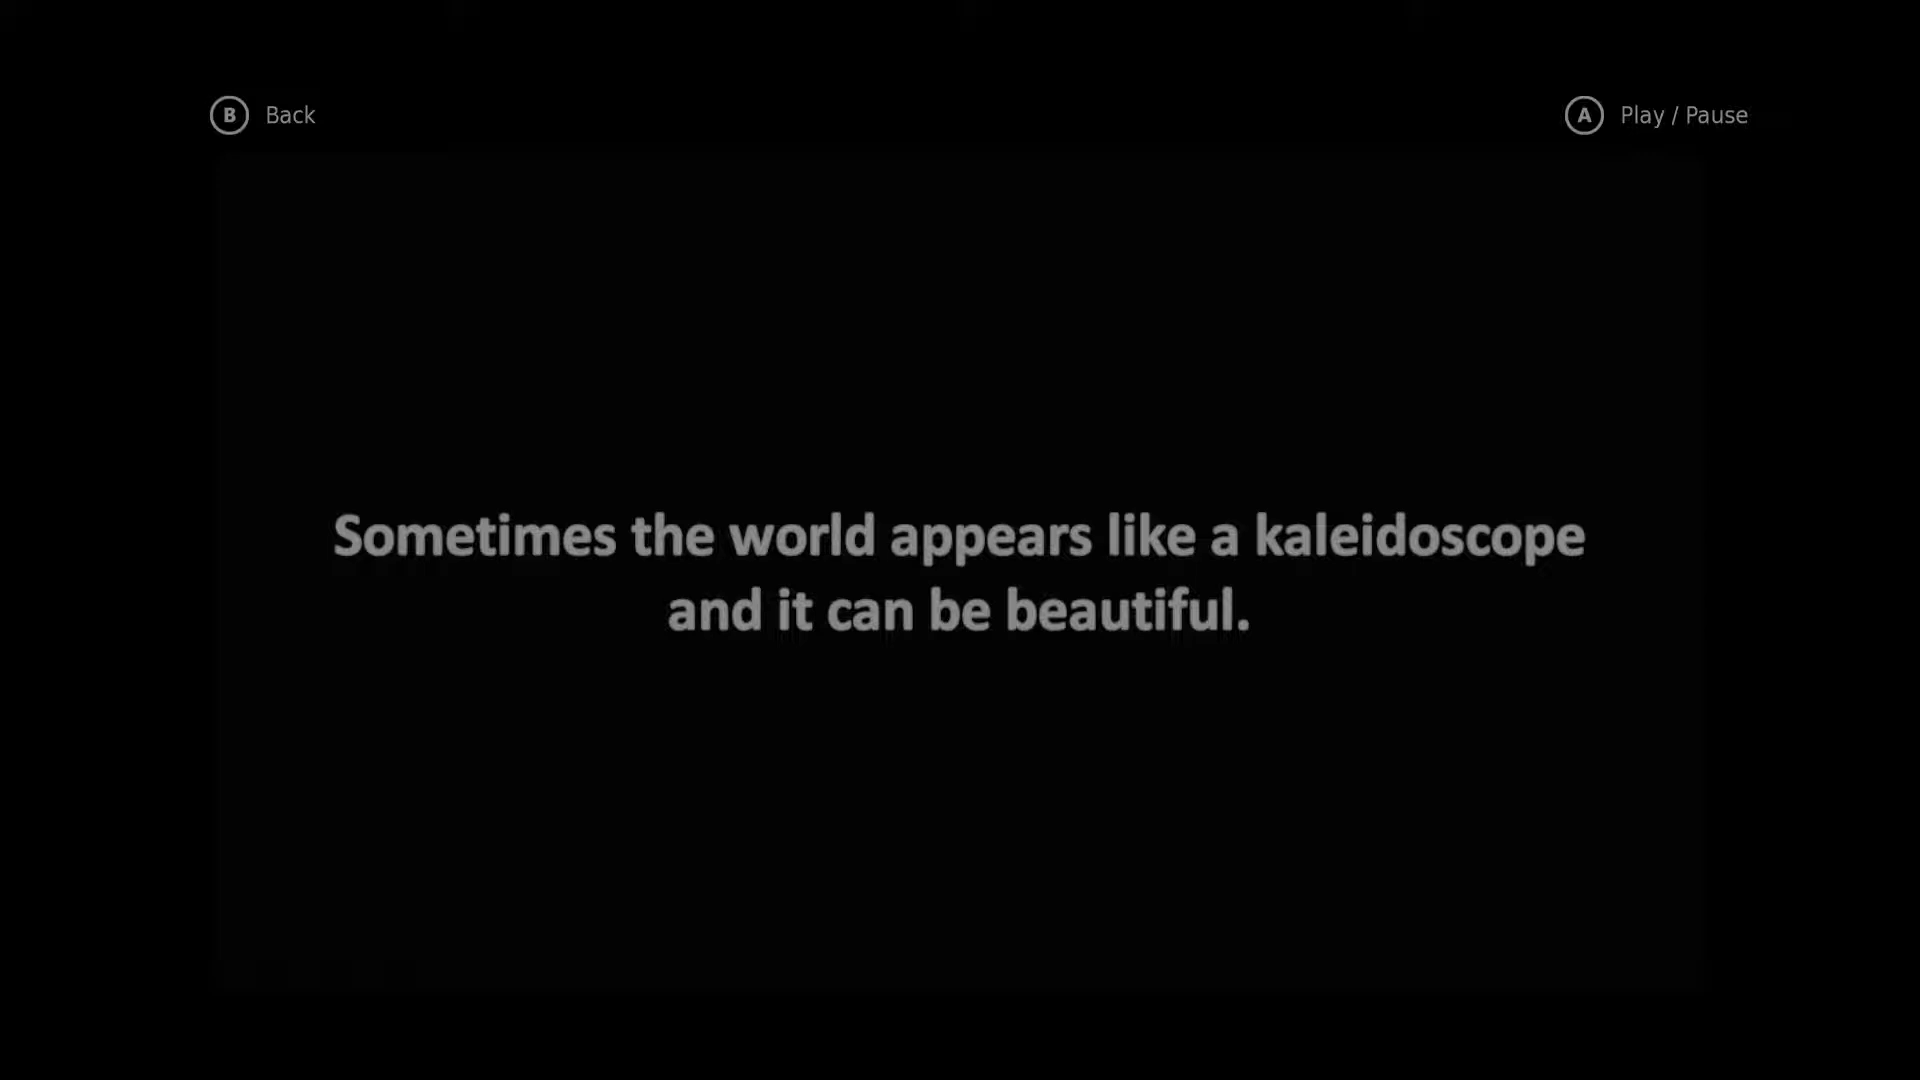 B Back
A Play / Pause
Sometimes the world appears like a kaleidoscope
and it can be beautiful.